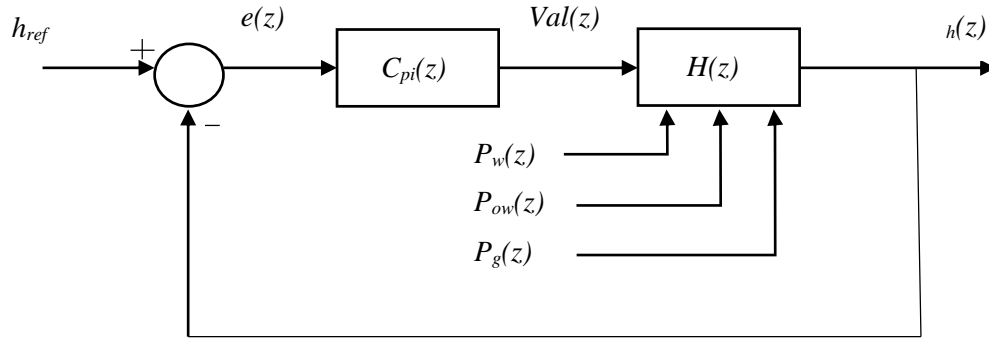 h_ref
e(z)
Val(z)
h(z)
+
C_pi(z)
H(z)
−
P_w(z)
P_ow(z)
P_g(z)